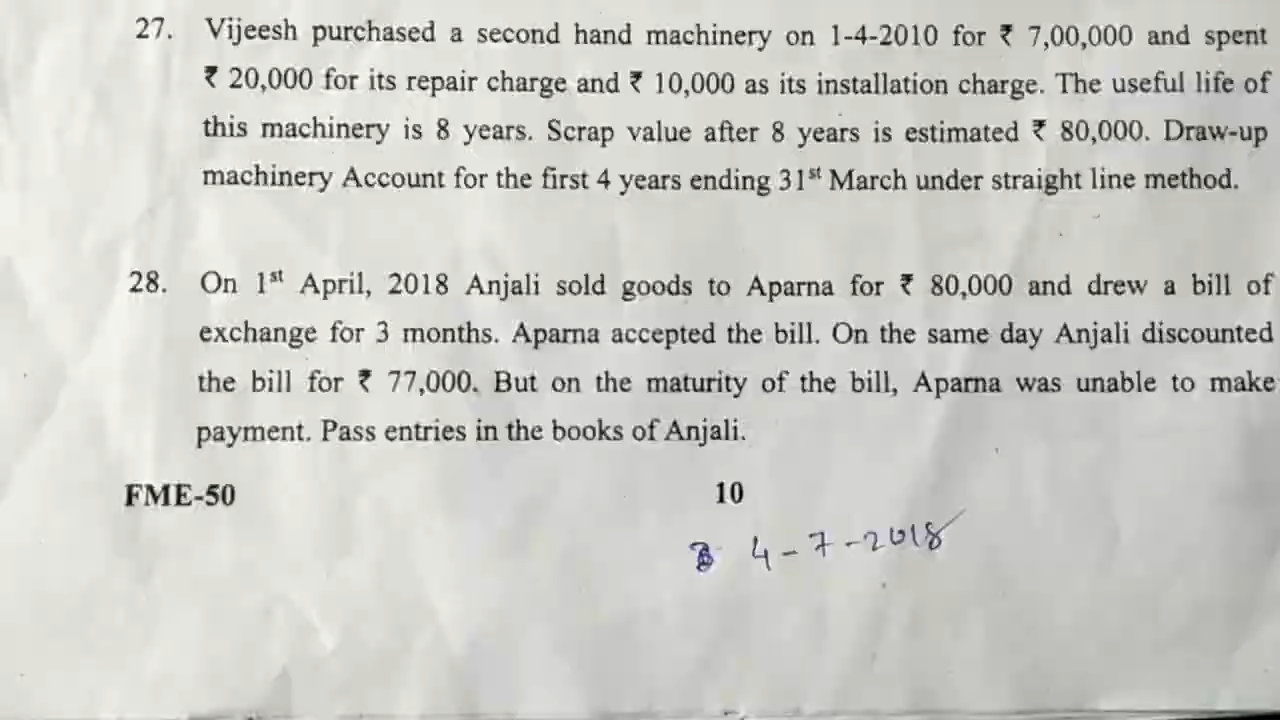 27. Vijeesh purchased a second hand machinery on 1-4-2010 for ₹ 7,00,000 and spent
₹ 20,000 for its repair charge and ₹ 10,000 as its installation charge. The useful life of
this machinery is 8 years. Scrap value after 8 years is estimated ₹ 80,000. Draw-up
machinery Account for the first 4 years ending 31st March under straight line method.
28. On 1st April, 2018 Anjali sold goods to Aparna for ₹ 80,000 and drew a bill of
exchange for 3 months. Aparna accepted the bill. On the same day Anjali discounted
the bill for ₹ 77,000. But on the maturity of the bill, Aparna was unable to make
payment. Pass entries in the books of Anjali.
FME-50 10
4-7-2018